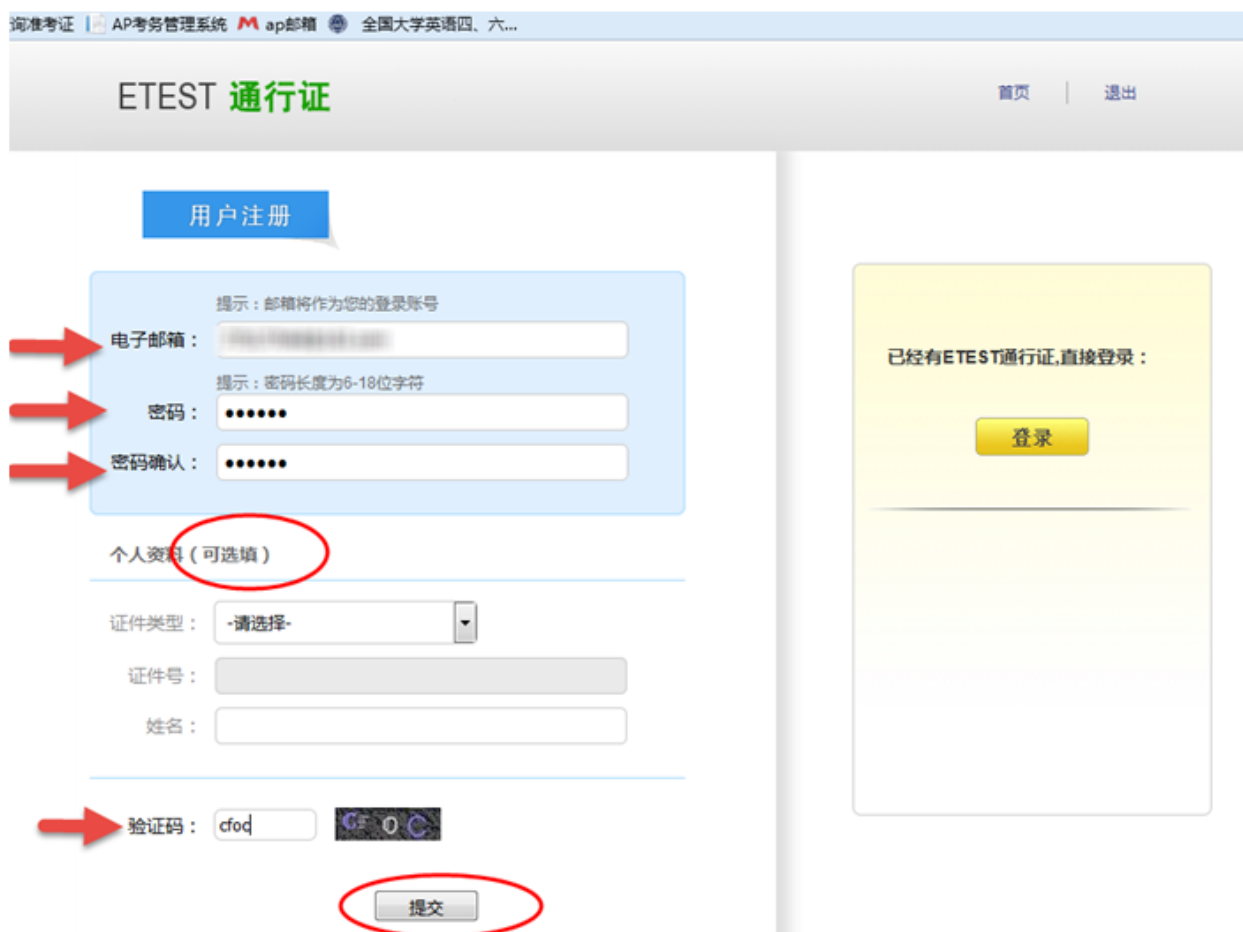 询准考证 AP考务管理系统 ap邮箱 全国大学英语四、六...
ETEST 通行证
首页 | 退出
用户注册
提示：邮箱将作为您的登录账号
电子邮箱：
提示：密码长度为6-18位字符
密码： ••••••
密码确认： ••••••
个人资料（可选填）
证件类型： -请选择-
证件号：
姓名：
验证码： cfoc CF O C
提交
已经有ETEST通行证,直接登录：
登录